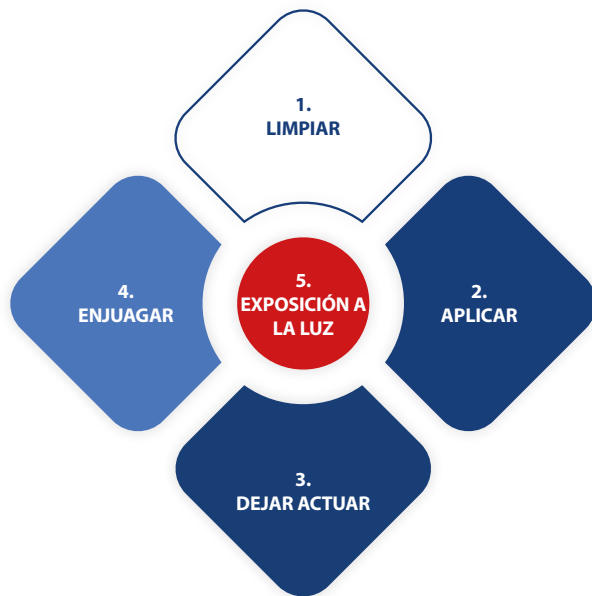 1.
LIMPIAR
2.
APLICAR
3.
DEJAR ACTUAR
4.
ENJUAGAR
5.
EXPOSICIÓN A
LA LUZ